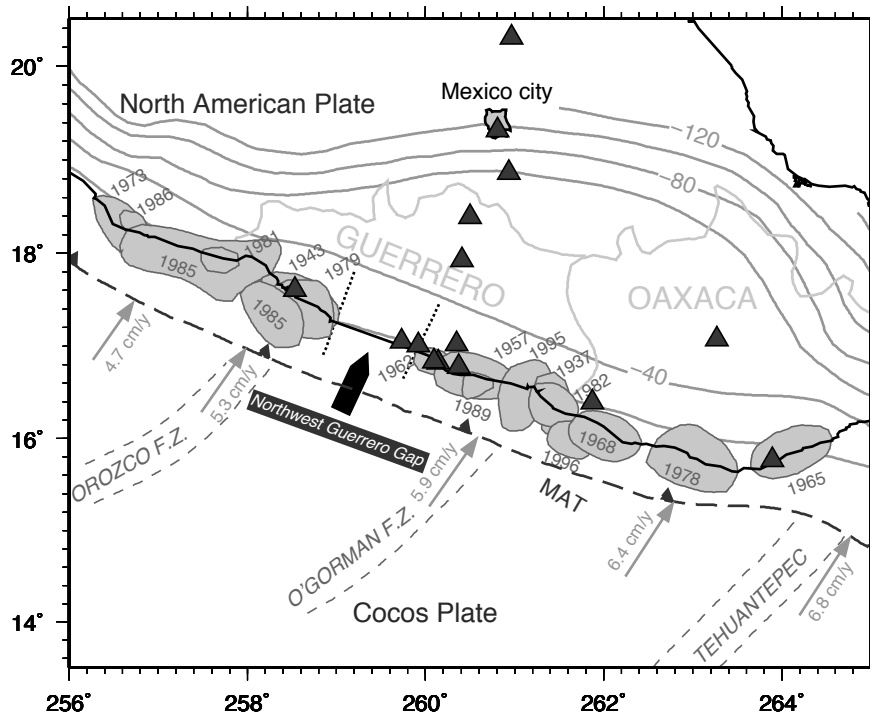 20°
18°
16°
14°
256°
258°
260°
262°
264°
North American Plate
Mexico city
−120
−80
−40
GUERRERO
OAXACA
1973
1986
1985
1981
1943
1979
1985
1962
1957
1995
1937
1982
1989
1996
1968
1978
1965
4.7 cm/y
5.3 cm/y
5.9 cm/y
6.4 cm/y
6.8 cm/y
Northwest Guerrero Gap
OROZCO F.Z.
O'GORMAN F.Z.
MAT
TEHUANTEPEC
Cocos Plate